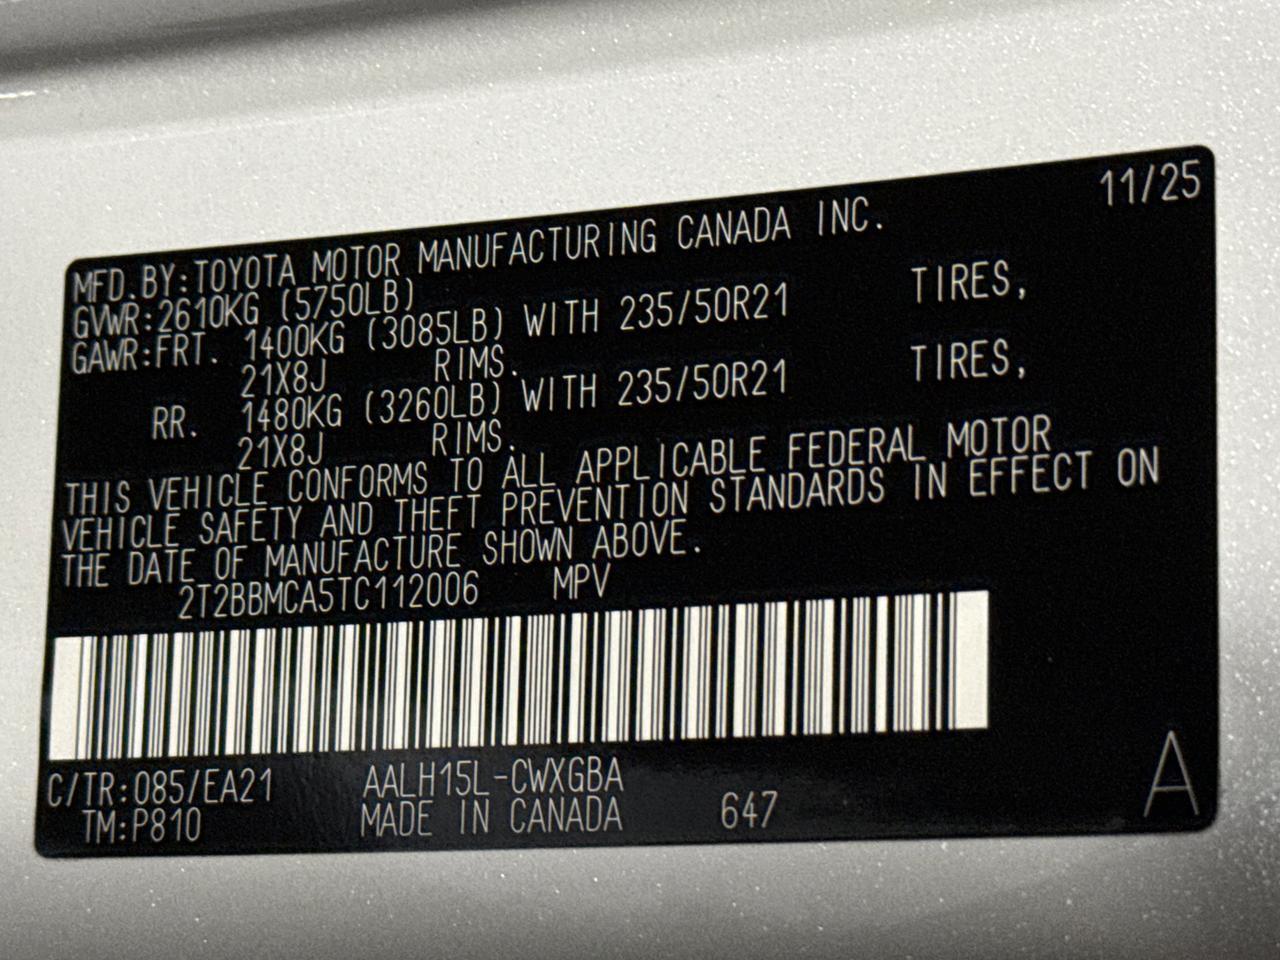 11/25
MFD.BY:TOYOTA MOTOR MANUFACTURING CANADA INC.
GVWR:2610KG (5750LB)
GAWR:FRT. 1400KG (3085LB) WITH 235/50R21 TIRES,
21X8J RIMS.
RR. 1480KG (3260LB) WITH 235/50R21 TIRES,
21X8J RIMS.
THIS VEHICLE CONFORMS TO ALL APPLICABLE FEDERAL MOTOR
VEHICLE SAFETY AND THEFT PREVENTION STANDARDS IN EFFECT ON
THE DATE OF MANUFACTURE SHOWN ABOVE.
2T2BBMCA5TC112006 MPV
C/TR:085/EA21 AALH15L-CWXGBA
TM:P810 MADE IN CANADA 647
A